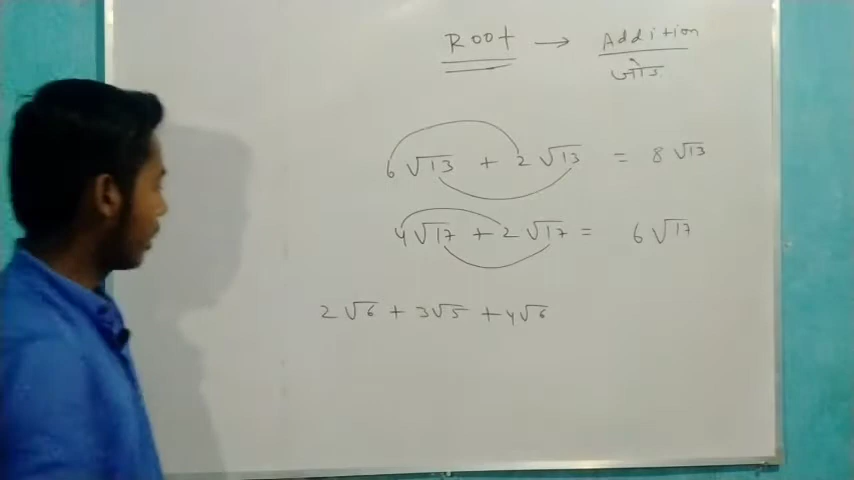 Root → Addition
जोड़
6√13 + 2√13 = 8√13
4√17 + 2√17 = 6√17
2√6 + 3√5 + 4√6